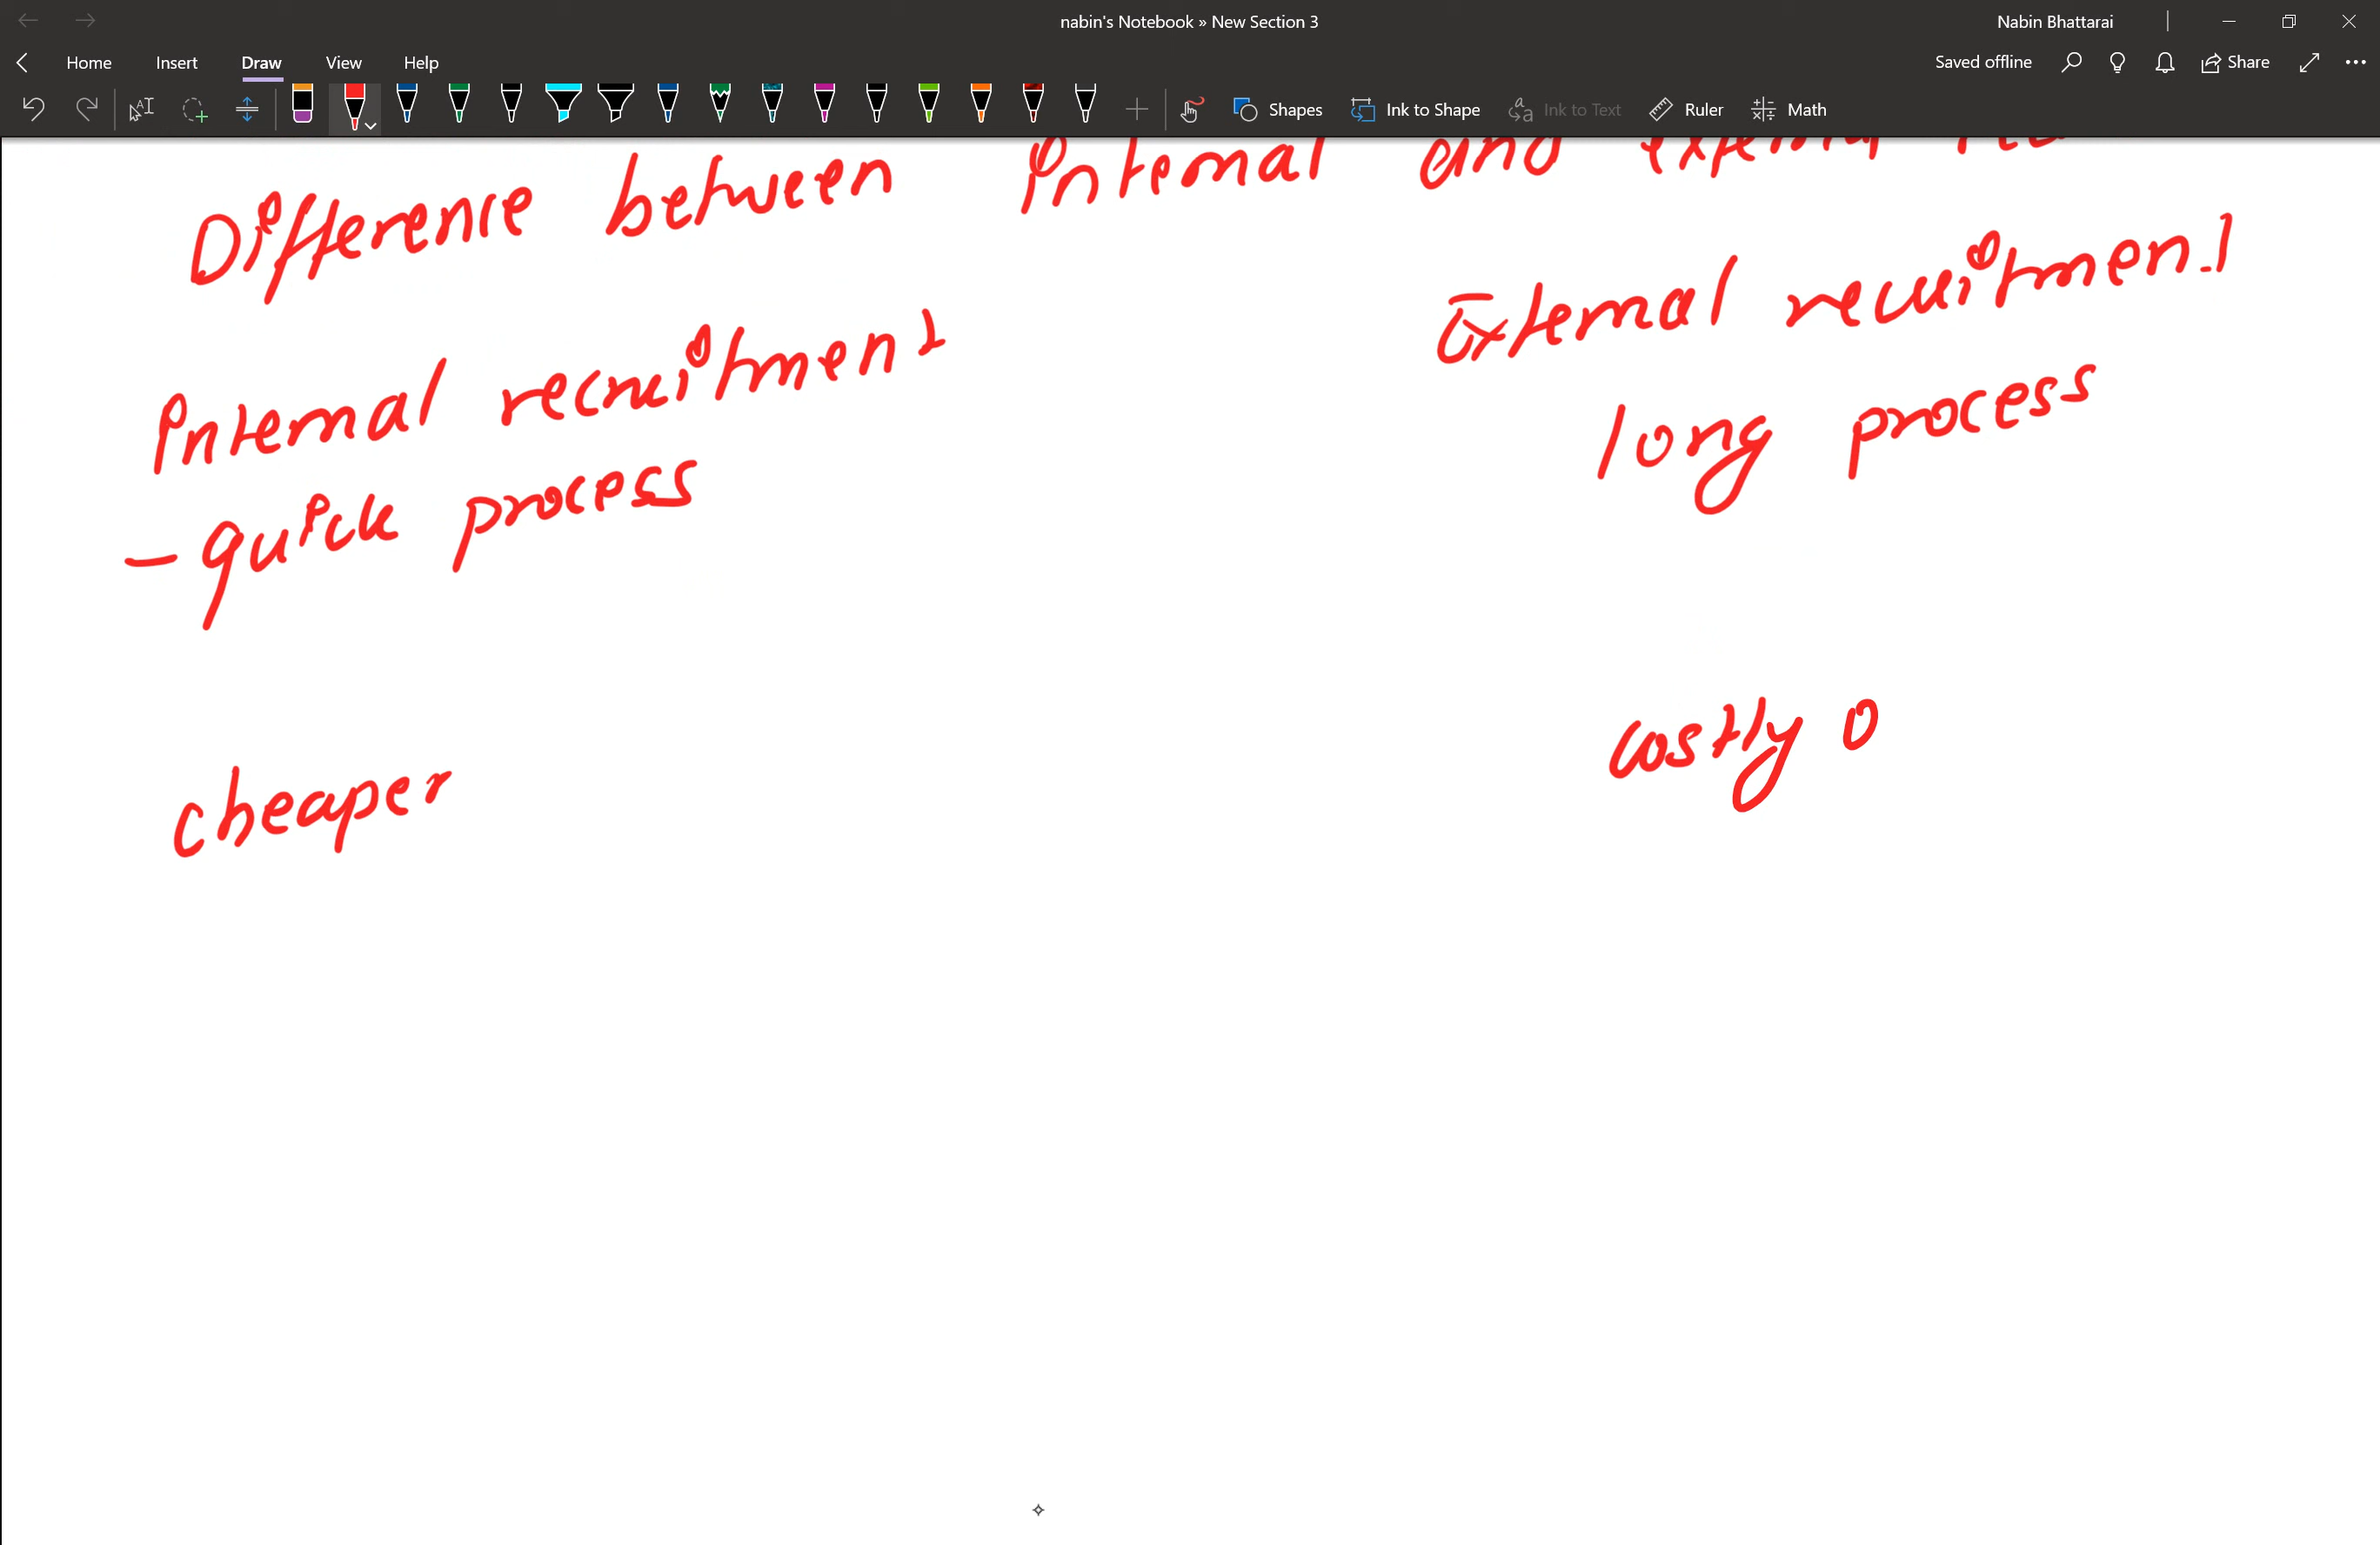 nabin's Notebook » New Section 3
Nabin Bhattarai
Home Insert Draw View Help
Saved offline
Share
Shapes
Ink to Shape
Ink to Text
Ruler
Math
Difference between Internal and
Internal recruitment
External recruitment
- quick process
long process
cheaper
costly o